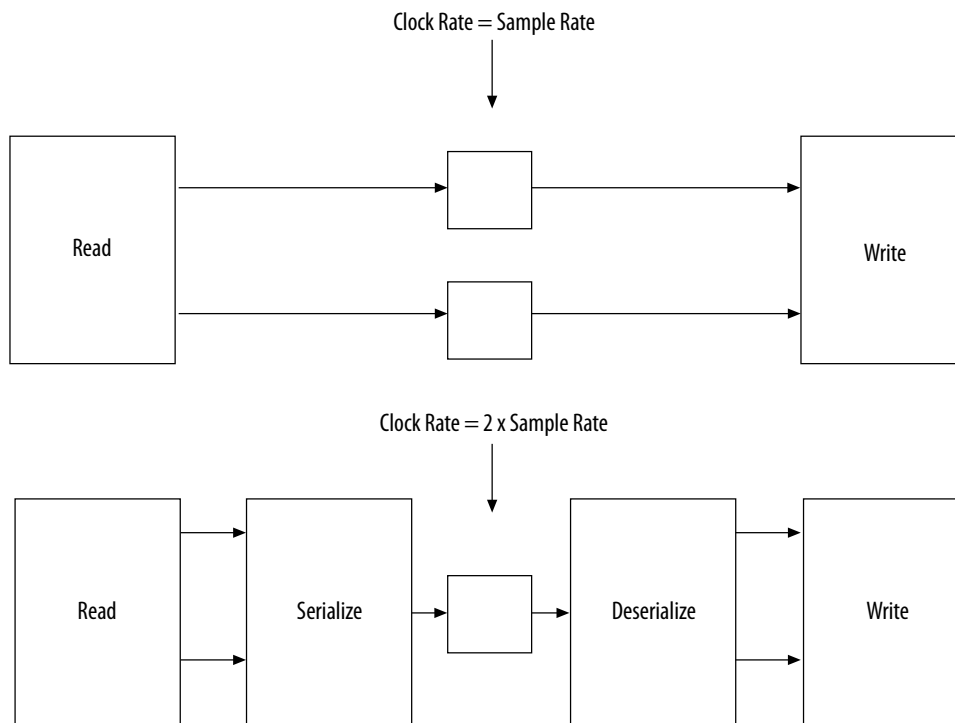 Clock Rate = Sample Rate
Read
Write
Clock Rate = 2 x Sample Rate
Read
Serialize
Deserialize
Write